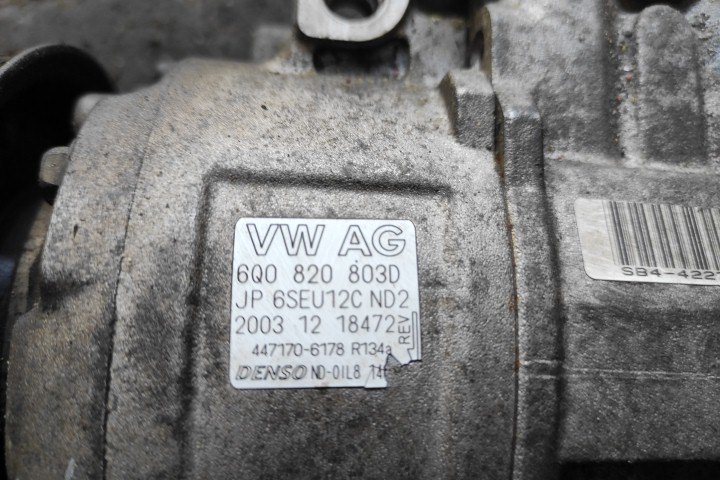 VW AG
6Q0 820 803D
JP 6SEU12C ND2
2003 12 18472 REV
447170-6178 R134a
DENSO ND-OIL8 14
SB4-422